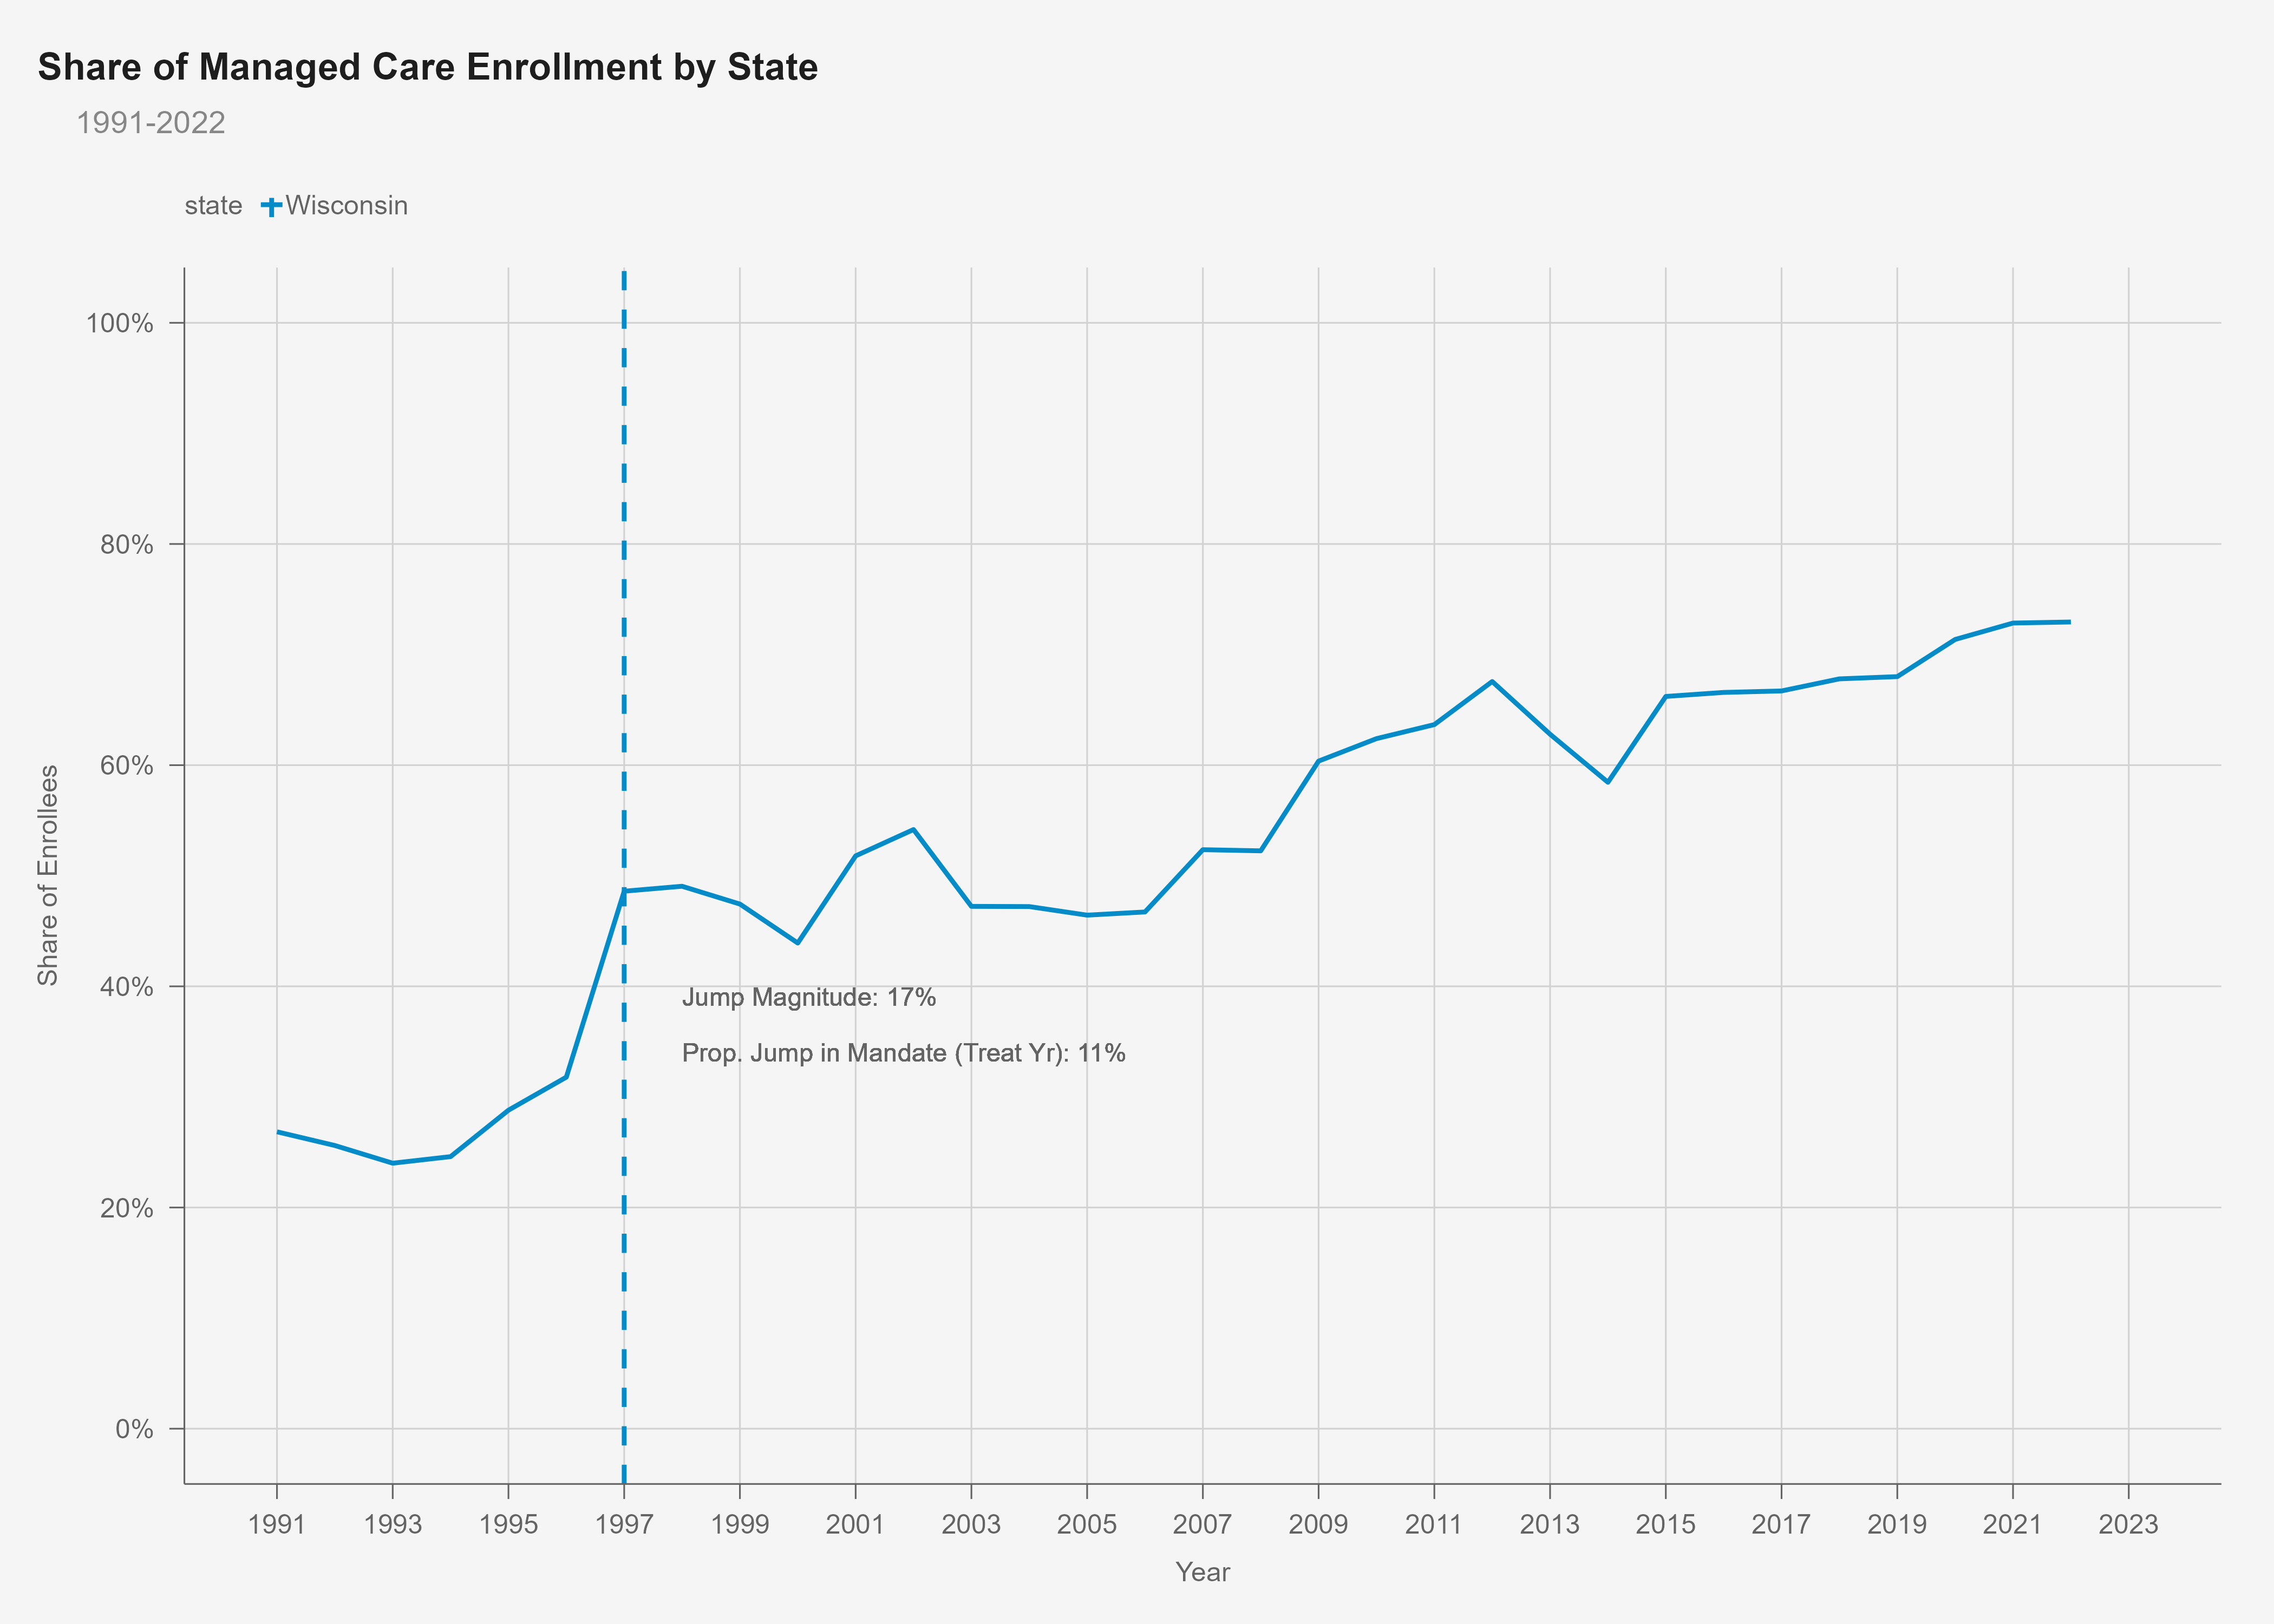 Share of Managed Care Enrollment by State
1991-2022
state Wisconsin
100%
80%
60%
40%
20%
0%
Share of Enrollees
Jump Magnitude: 17%
Prop. Jump in Mandate (Treat Yr): 11%
1991 1993 1995 1997 1999 2001 2003 2005 2007 2009 2011 2013 2015 2017 2019 2021 2023
Year